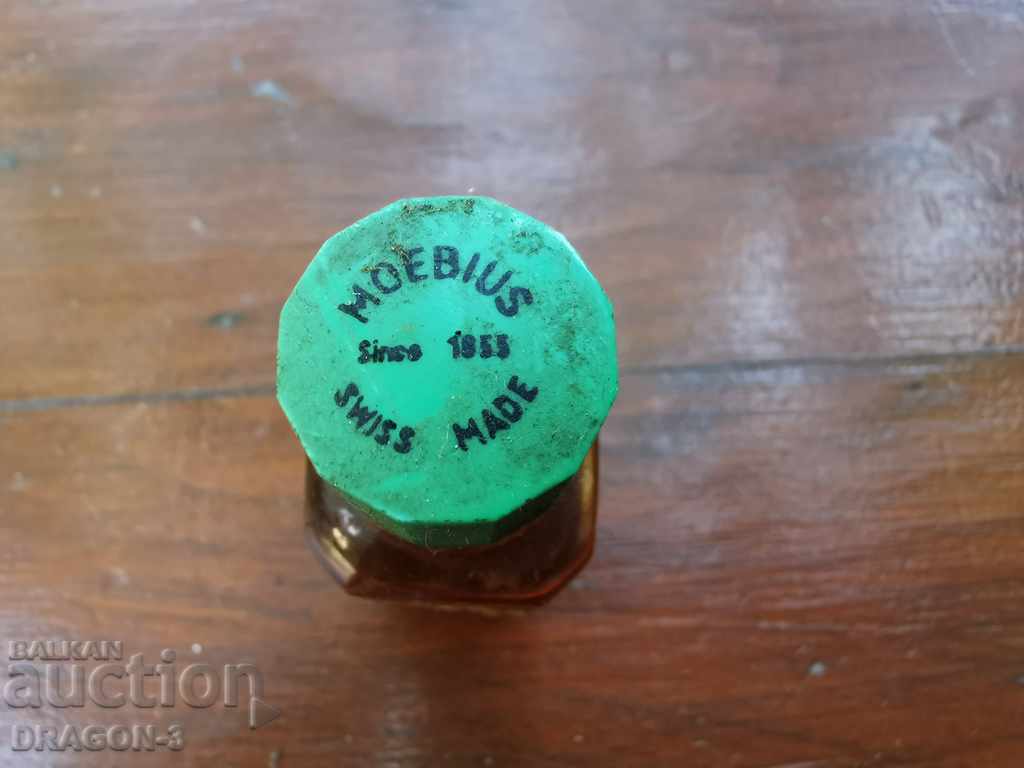 MOEBIUS
Since 1855
SWISS MADE
BALKAN
auction
DRAGON-3